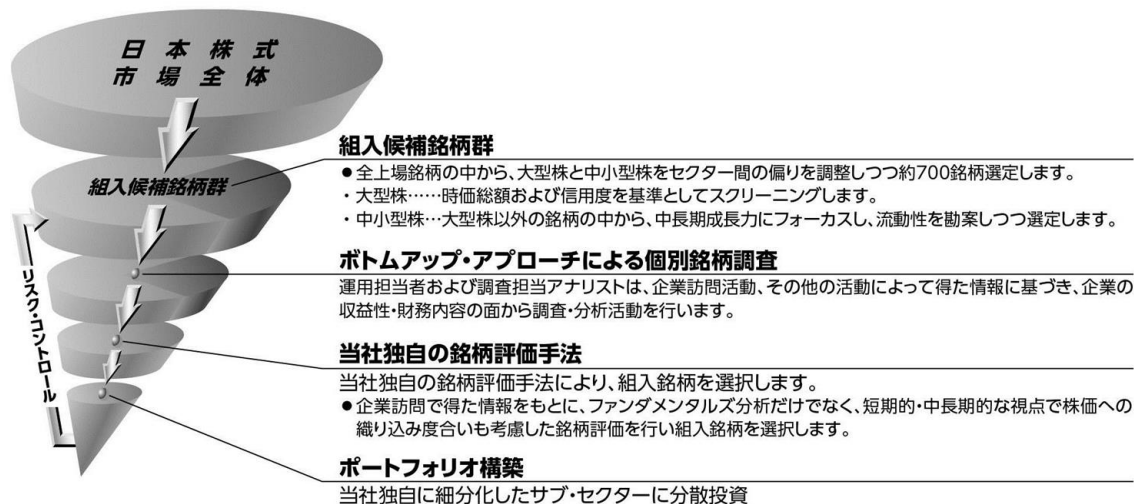 日本株式
市場全体
組入候補銘柄群
リスク・コントロール
組入候補銘柄群
●全上場銘柄の中から、大型株と中小型株をセクター間の偏りを調整しつつ約700銘柄選定します。
・大型株……時価総額および信用度を基準としてスクリーニングします。
・中小型株…大型株以外の銘柄の中から、中長期成長力にフォーカスし、流動性を勘案しつつ選定します。
ボトムアップ・アプローチによる個別銘柄調査
運用担当者および調査担当アナリストは、企業訪問活動、その他の活動によって得た情報に基づき、企業の
収益性・財務内容の面から調査・分析活動を行います。
当社独自の銘柄評価手法
当社独自の銘柄評価手法により、組入銘柄を選択します。
●企業訪問で得た情報をもとに、ファンダメンタルズ分析だけでなく、短期的・中長期的な視点で株価への
織り込み度合いも考慮した銘柄評価を行い組入銘柄を選択します。
ポートフォリオ構築
当社独自に細分化したサブ・セクターに分散投資